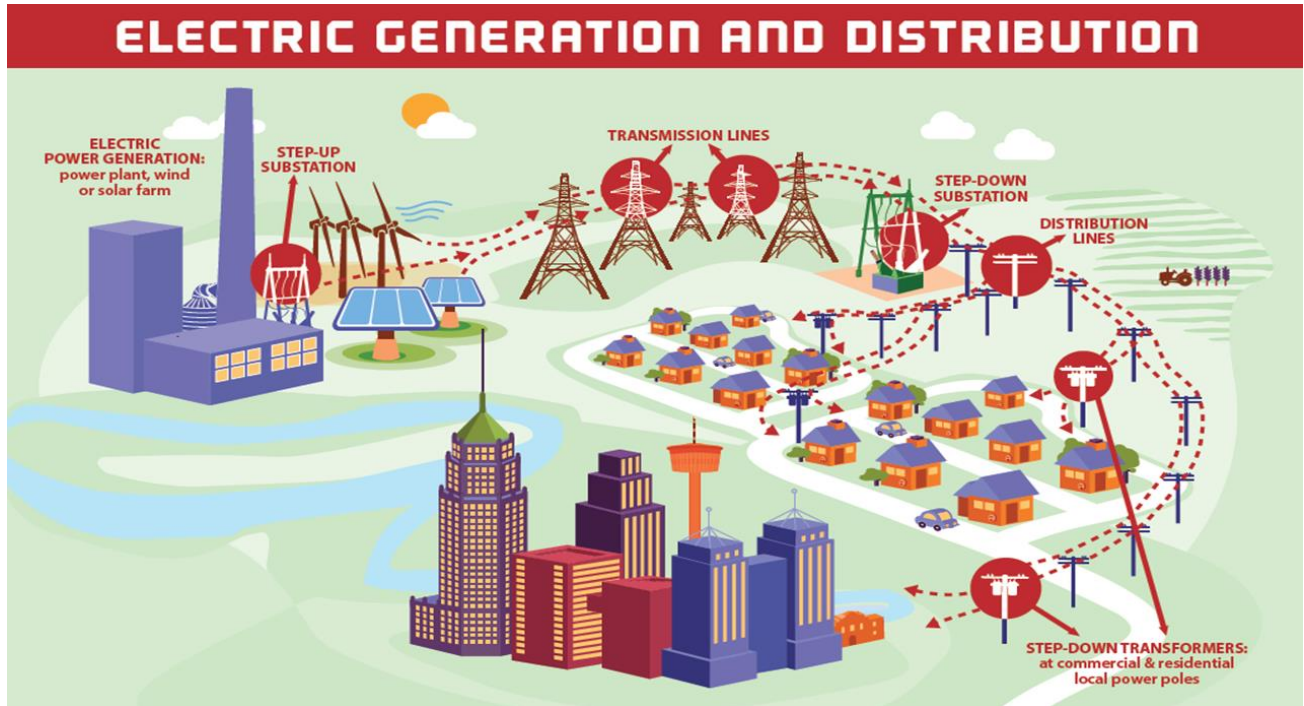 ELECTRIC GENERATION AND DISTRIBUTION
ELECTRIC
POWER GENERATION:
power plant, wind
or solar farm
STEP-UP
SUBSTATION
TRANSMISSION LINES
STEP-DOWN
SUBSTATION
DISTRIBUTION
LINES
STEP-DOWN TRANSFORMERS:
at commercial & residential
local power poles